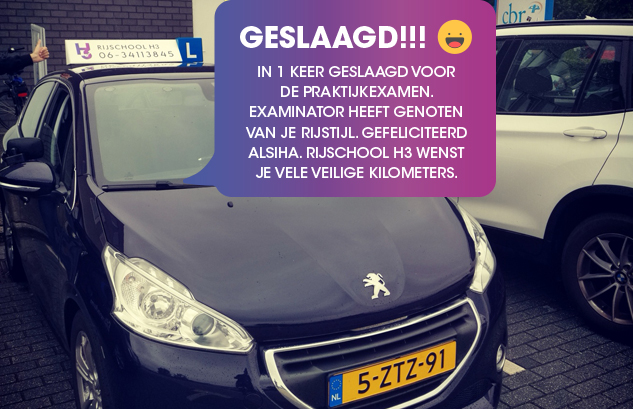 GESLAAGD!!!
IN 1 KEER GESLAAGD VOOR
DE PRAKTIJKEXAMEN.
EXAMINATOR HEEFT GENOTEN
VAN JE RIJSTIJL. GEFELICITEERD
ALSIHA. RIJSCHOOL H3 WENST
JE VELE VEILIGE KILOMETERS.
cbr
H3 RIJSCHOOL H3
06-34113845
L
NL 5-ZTZ-91